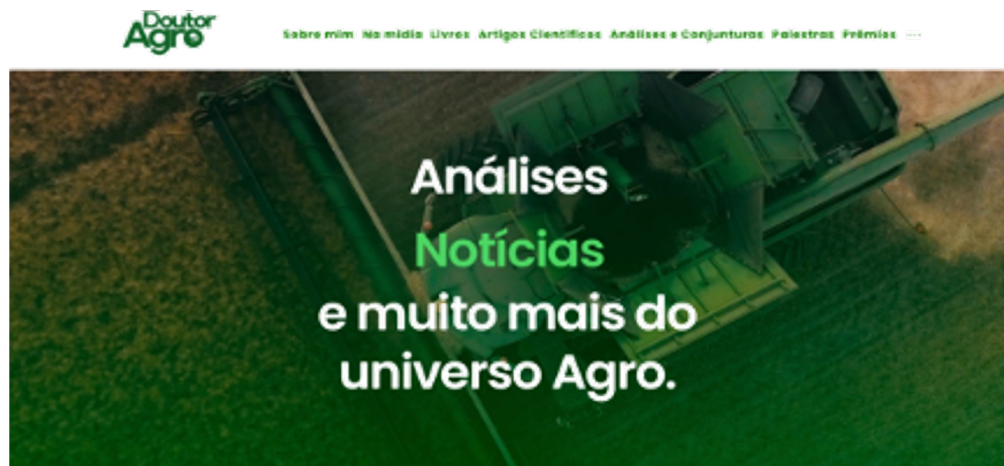 Doutor
Agro
Sobre mim Na mídia Livros Artigos Científicos Análises e Conjunturas Palestras Prêmios ...
Análises
Notícias
e muito mais do
universo Agro.